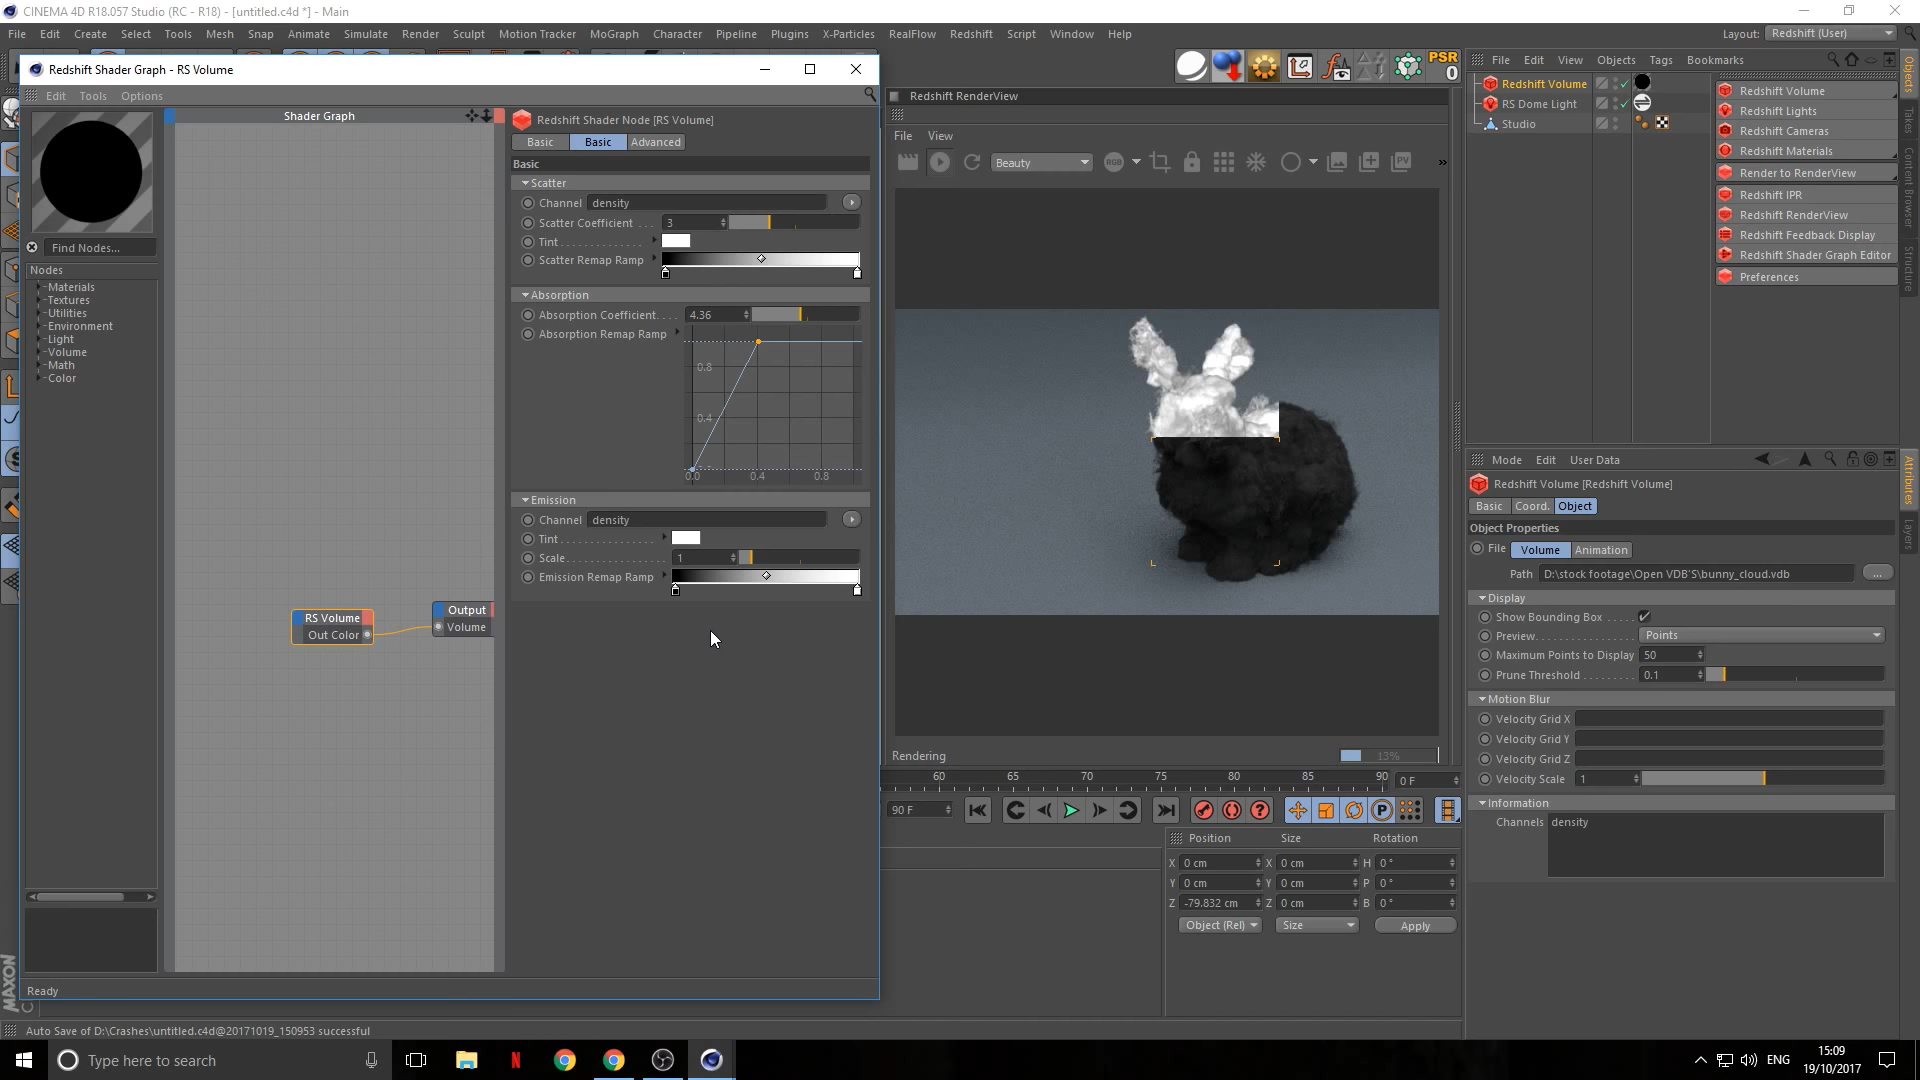 CINEMA 4D R18.057 Studio (RC - R18) - [untitled.c4d *] - Main
File Edit Create Select Tools Mesh Snap Animate Simulate Render Sculpt Motion Tracker MoGraph Character Pipeline Plugins X-Particles RealFlow Redshift Script Window Help
Layout: Redshift (User)
Redshift Shader Graph - RS Volume
Edit Tools Options
Shader Graph
Find Nodes...
Nodes
Materials
Textures
Utilities
Environment
Light
Volume
Math
Color
RS Volume
Out Color
Output
Volume
Ready
Redshift Shader Node [RS Volume]
Basic Basic Advanced
Basic
Scatter
Channel density
Scatter Coefficient . . . 3
Tint
Scatter Remap Ramp
Absorption
Absorption Coefficient. . . . 4.36
Absorption Remap Ramp
0.8
0.4
0.0 0.4 0.8
Emission
Channel density
Tint
Scale 1
Emission Remap Ramp
PSR
0
Redshift RenderView
File View
Beauty
RGB
PV
»
Rendering
13%
60 65 70 75 80 85 90
0 F
90 F
Position Size Rotation
X 0 cm X 0 cm H 0 °
Y 0 cm Y 0 cm P 0 °
Z -79.832 cm Z 0 cm B 0 °
Object (Rel) Size Apply
File Edit View Objects Tags Bookmarks
Redshift Volume
RS Dome Light
Studio
Redshift Volume
Redshift Lights
Redshift Cameras
Redshift Materials
Render to RenderView
Redshift IPR
Redshift RenderView
Redshift Feedback Display
Redshift Shader Graph Editor
Preferences
Objects
Takes
Content Browser
Structure
Attributes
Layers
Mode Edit User Data
Redshift Volume [Redshift Volume]
Basic Coord. Object
Object Properties
File Volume Animation
Path D:\stock footage\Open VDB'S\bunny_cloud.vdb
Display
Show Bounding Box
Preview Points
Maximum Points to Display 50
Prune Threshold 0.1
Motion Blur
Velocity Grid X
Velocity Grid Y
Velocity Grid Z
Velocity Scale 1
Information
Channels density
MAXON
Auto Save of D:\Crashes\untitled.c4d@20171019_150953 successful
Type here to search
ENG
15:09
19/10/2017